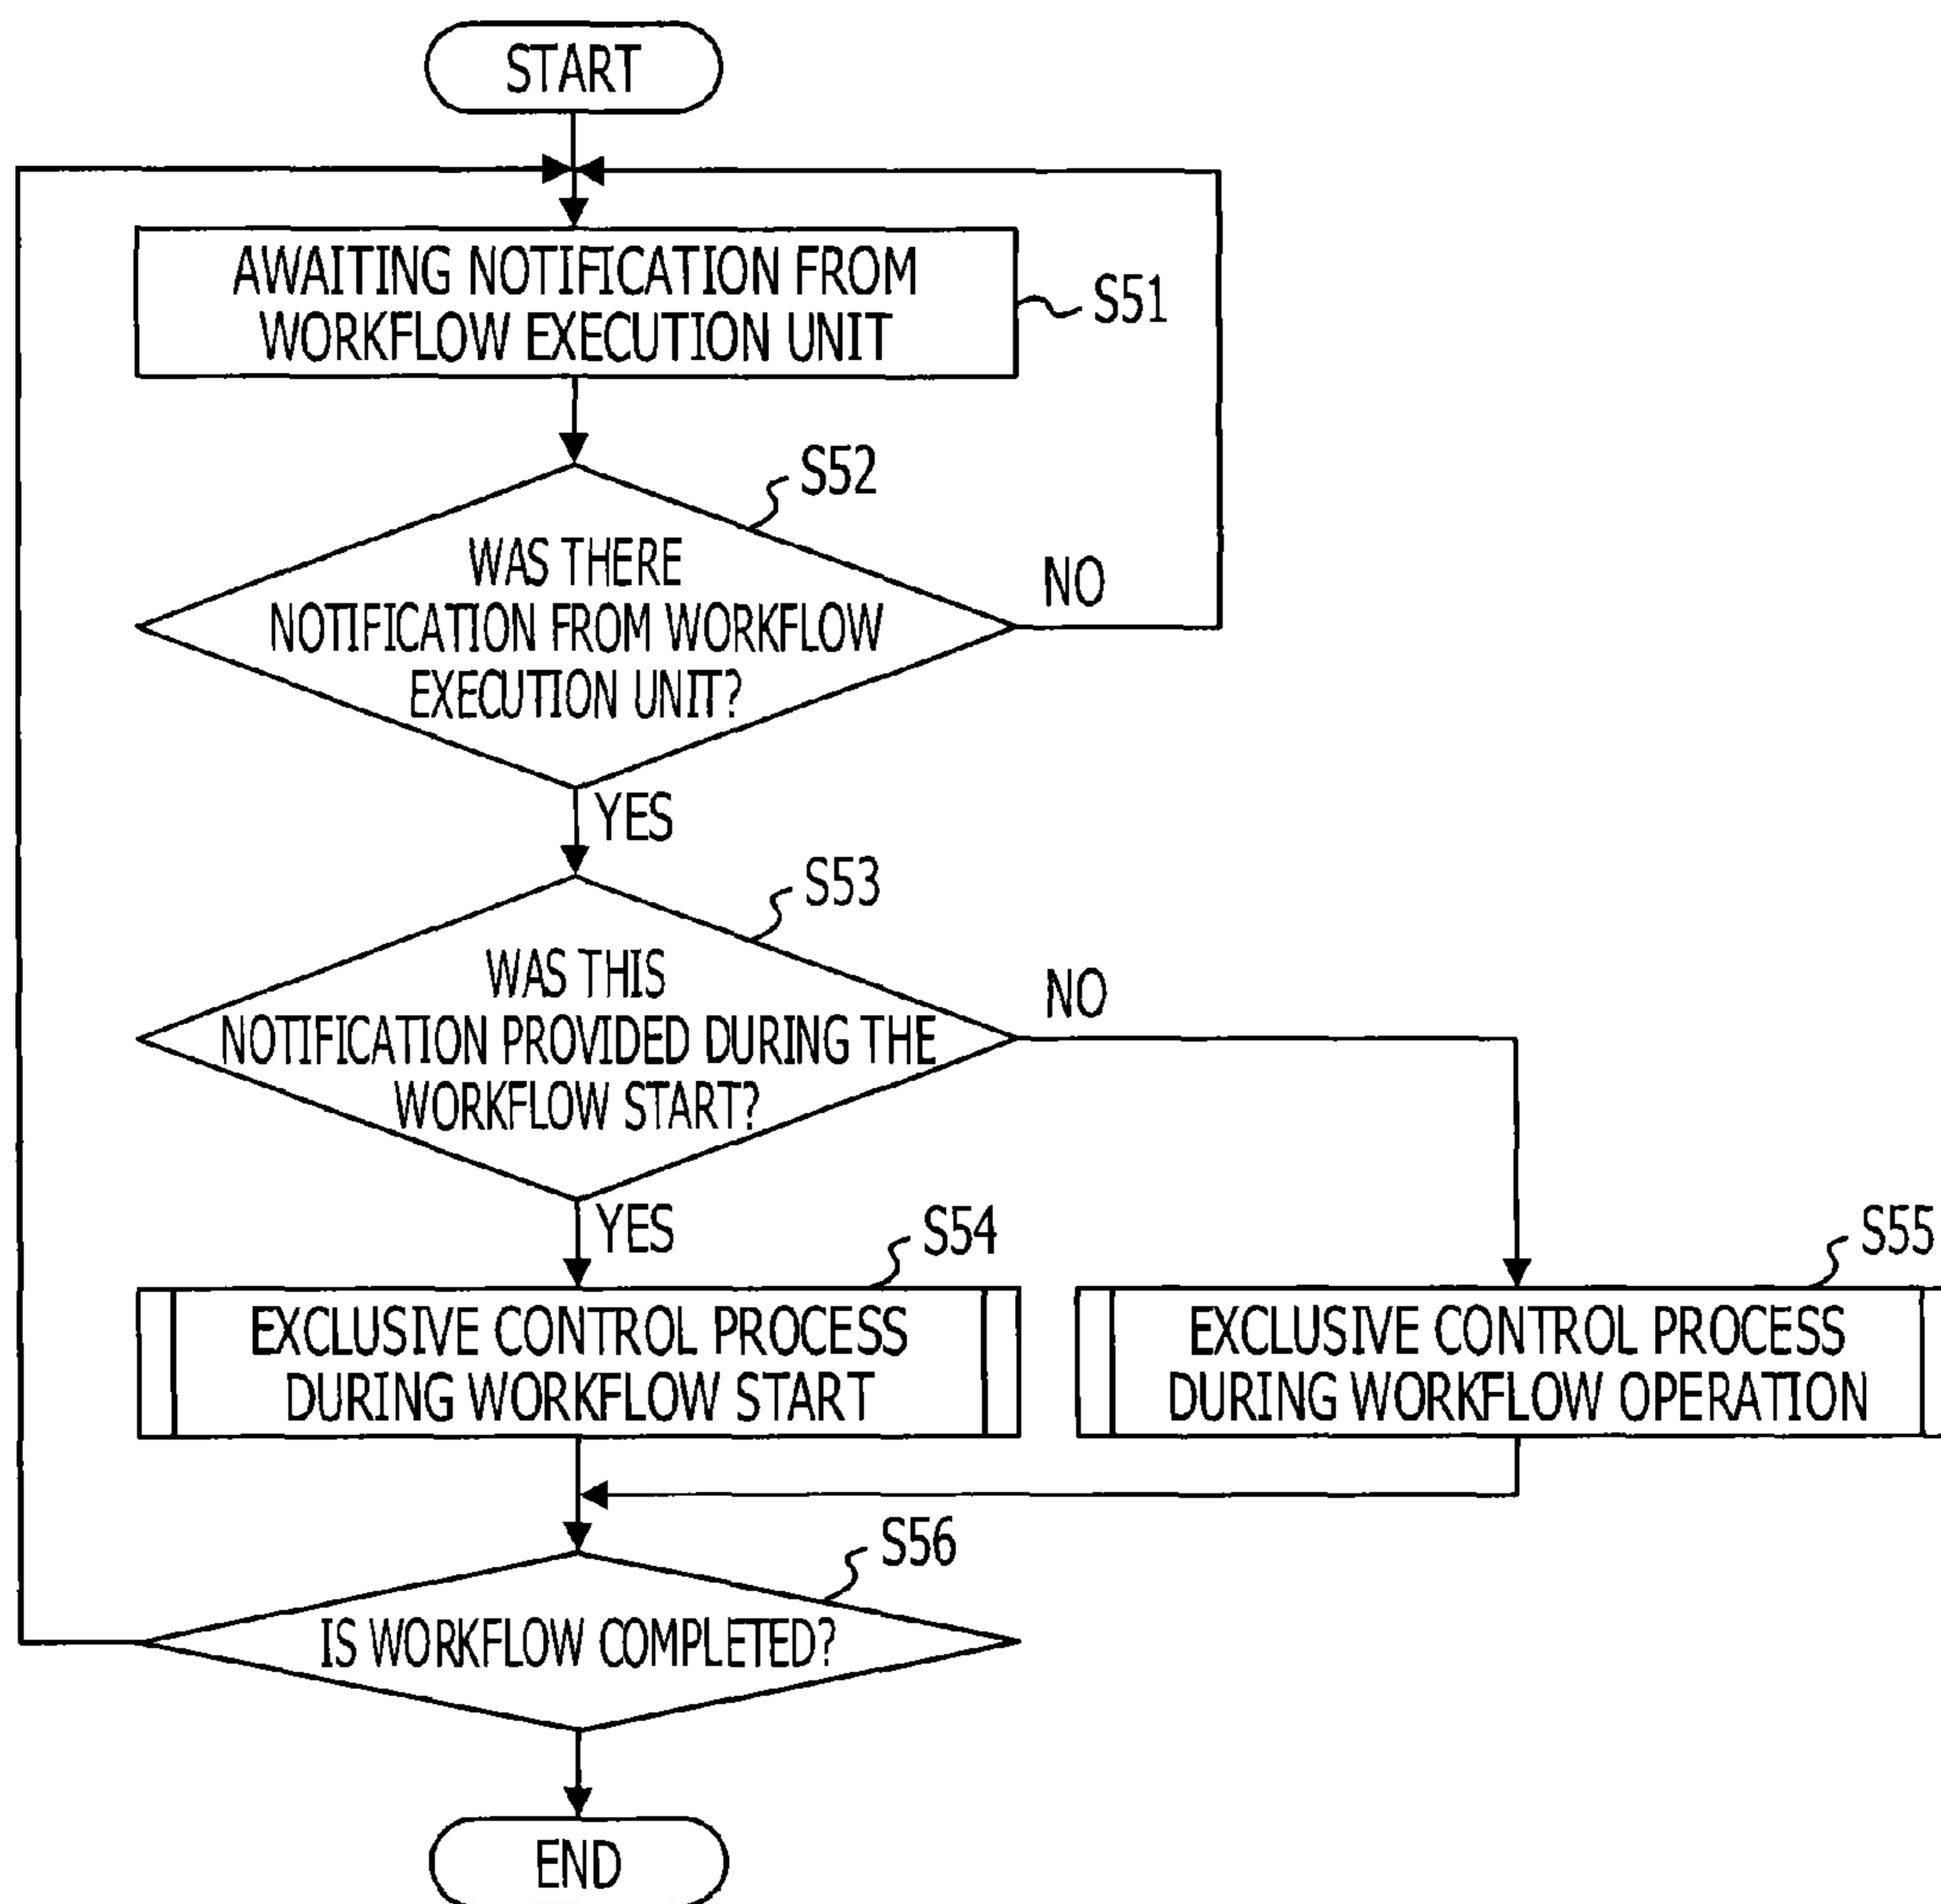 START
AWAITING NOTIFICATION FROM
WORKFLOW EXECUTION UNIT
S51
S52
WAS THERE
NOTIFICATION FROM WORKFLOW
EXECUTION UNIT?
NO
YES
S53
WAS THIS
NOTIFICATION PROVIDED DURING THE
WORKFLOW START?
NO
YES
S54
EXCLUSIVE CONTROL PROCESS
DURING WORKFLOW START
S55
EXCLUSIVE CONTROL PROCESS
DURING WORKFLOW OPERATION
S56
IS WORKFLOW COMPLETED?
END